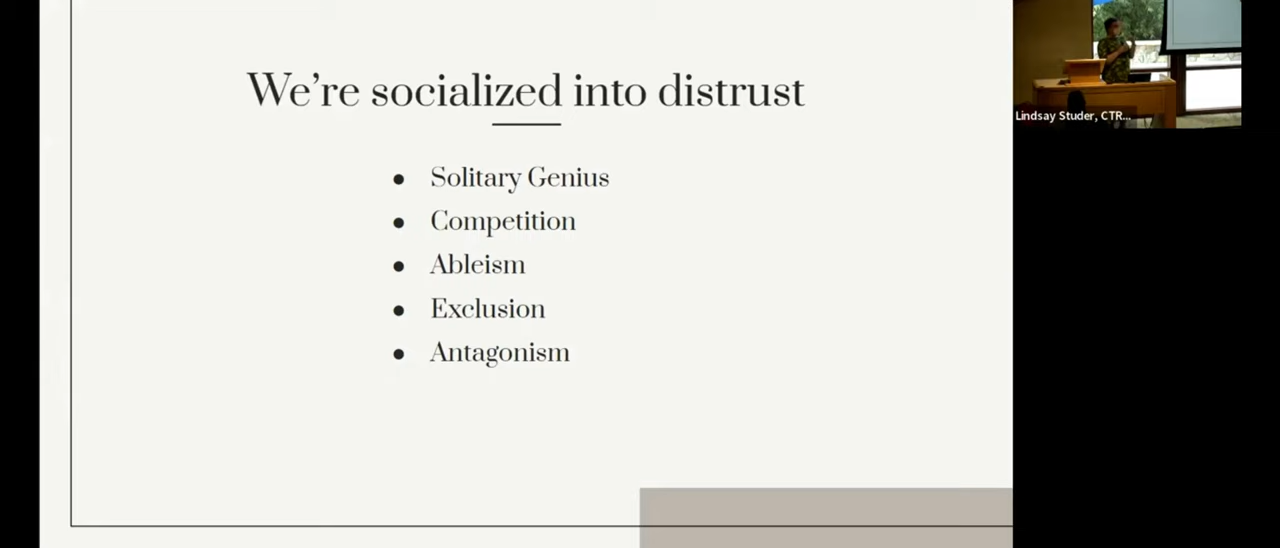 We're socialized into distrust
● Solitary Genius
● Competition
● Ableism
● Exclusion
● Antagonism
Lindsay Studer, CTR...